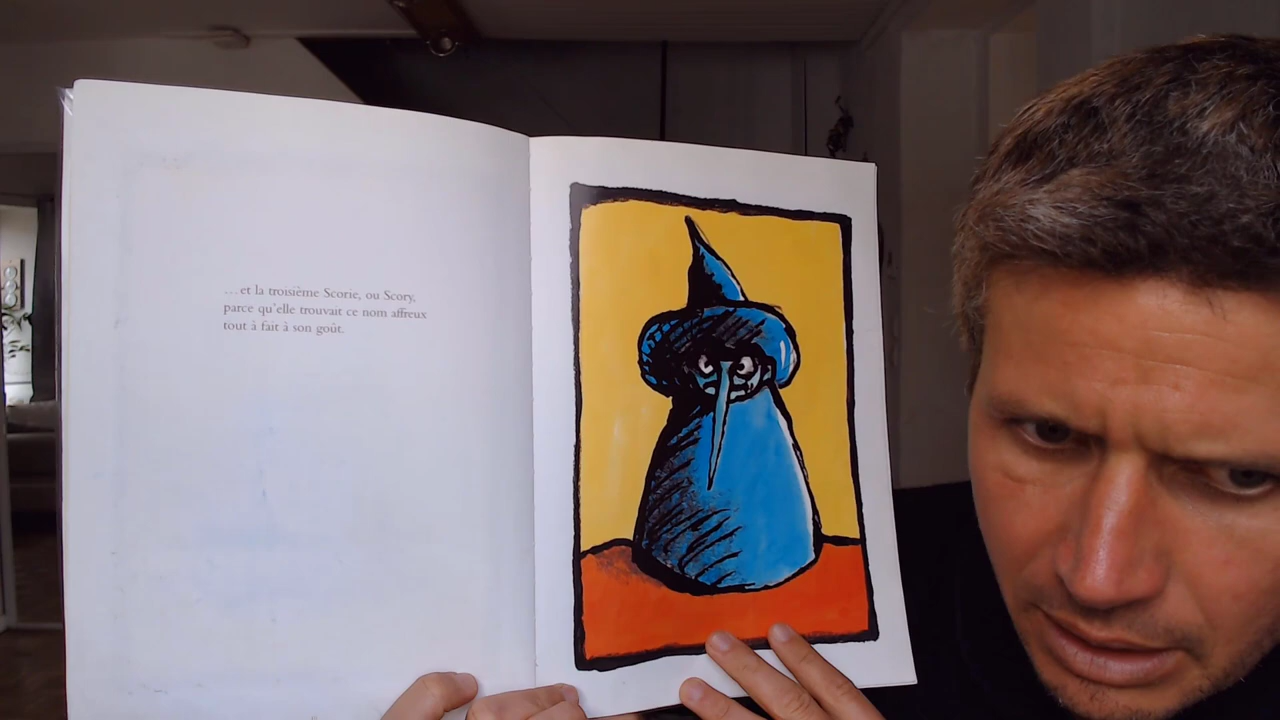 ...et la troisième Scorie, ou Scory,
parce qu'elle trouvait ce nom affreux
tout à fait à son goût.